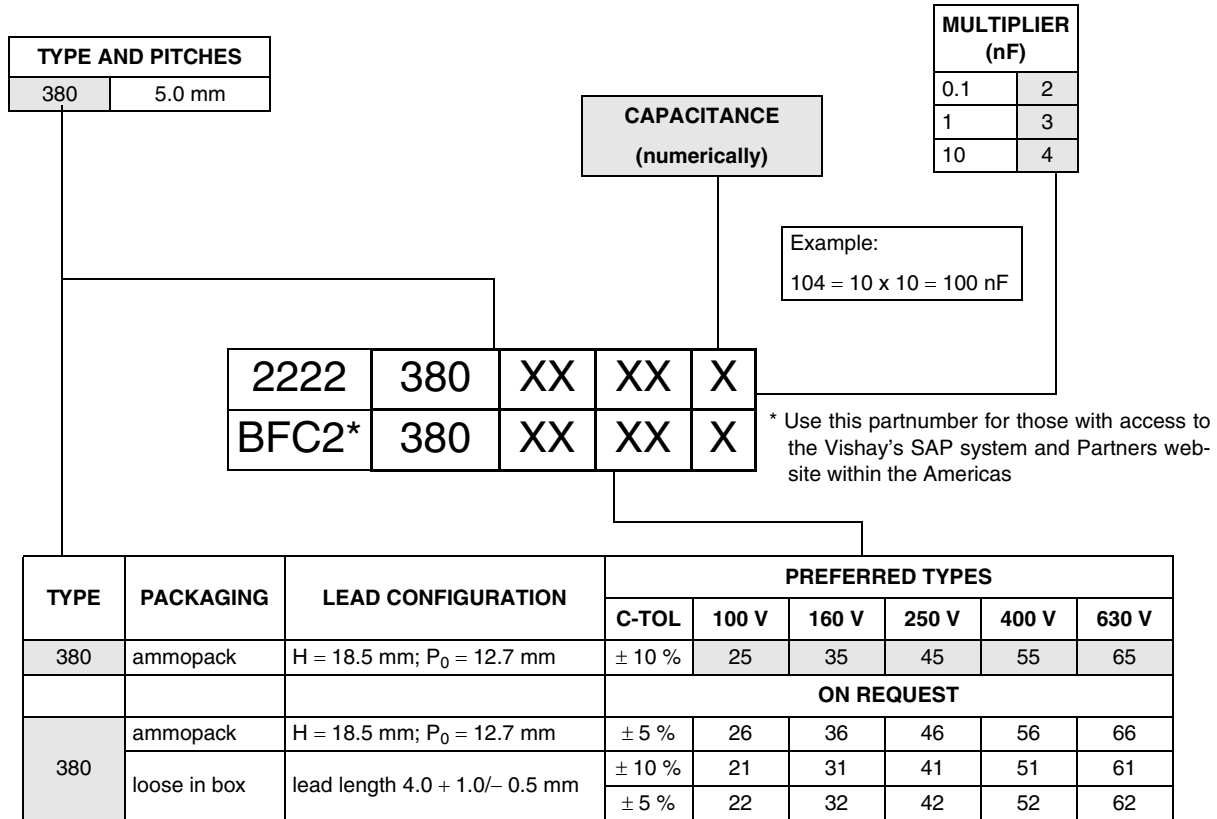 TYPE AND PITCHES
380 5.0 mm
MULTIPLIER
(nF)
0.1 2
1 3
10 4
CAPACITANCE
(numerically)
Example:
104 = 10 x 10 = 100 nF
2222 380 XX XX X
BFC2* 380 XX XX X
* Use this partnumber for those with access to
the Vishay's SAP system and Partners web-
site within the Americas
TYPE PACKAGING LEAD CONFIGURATION PREFERRED TYPES
C-TOL 100 V 160 V 250 V 400 V 630 V
380 ammopack H = 18.5 mm; P0 = 12.7 mm ± 10 % 25 35 45 55 65
ON REQUEST
380 ammopack H = 18.5 mm; P0 = 12.7 mm ± 5 % 26 36 46 56 66
loose in box lead length 4.0 + 1.0/− 0.5 mm ± 10 % 21 31 41 51 61
± 5 % 22 32 42 52 62